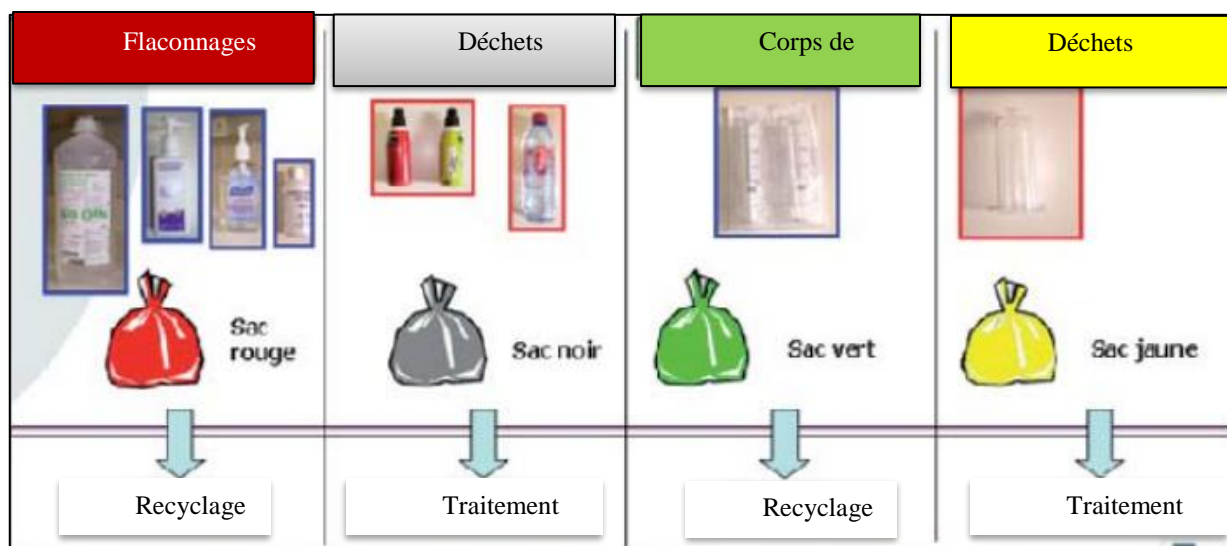 Flaconnages
Déchets
Corps de
Déchets
Sac
rouge
Sac noir
Sac vert
Sac jaune
Recyclage
Traitement
Recyclage
Traitement